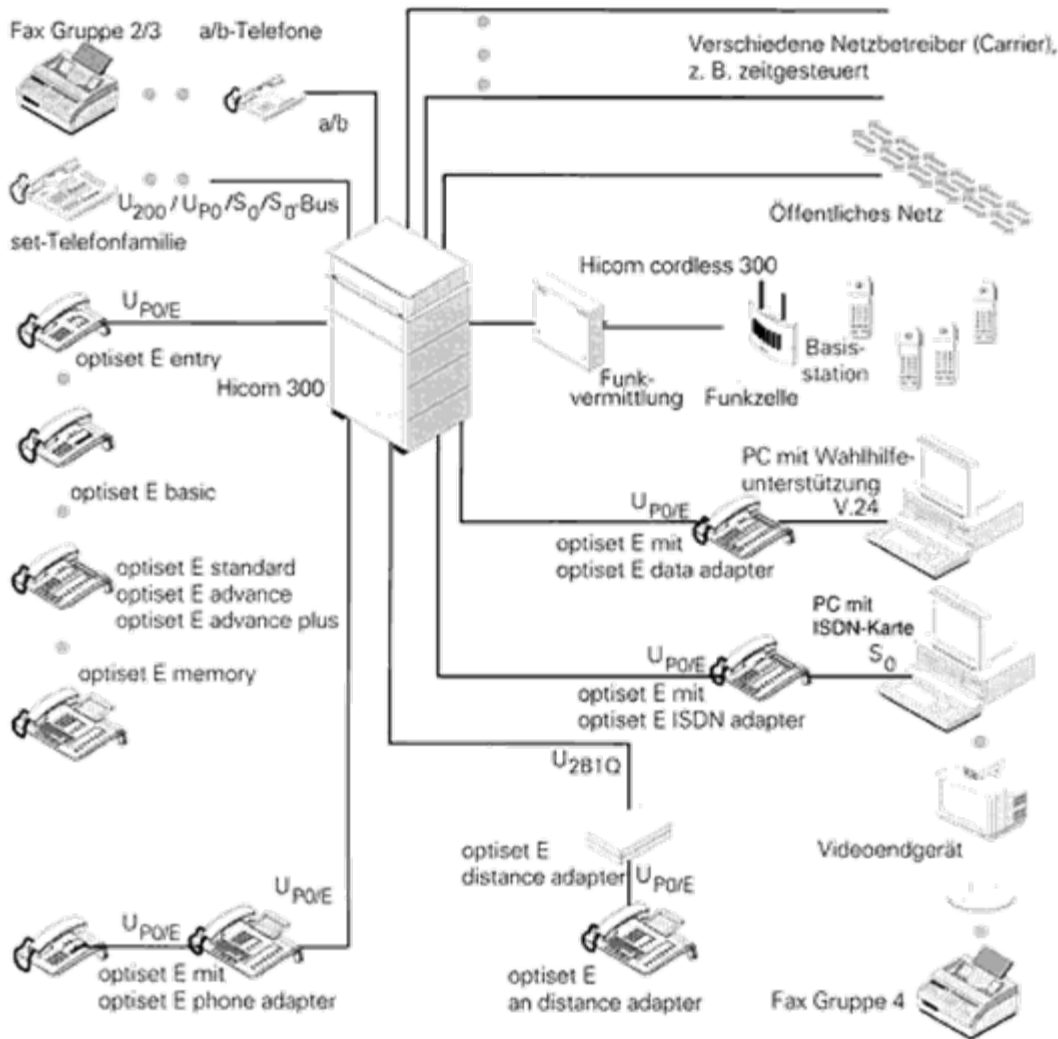 Fax Gruppe 2/3
a/b-Telefone
a/b
U200 / UP0/S0/S0-Bus
set-Telefonfamilie
UP0/E
optiset E entry
Hicom 300
optiset E basic
optiset E standard
optiset E advance
optiset E advance plus
optiset E memory
UP0/E
UP0/E
optiset E mit
optiset E phone adapter
Verschiedene Netzbetreiber (Carrier),
z. B. zeitgesteuert
Öffentliches Netz
Hicom cordless 300
Funk-
vermittlung
Funkzelle
Basis-
station
PC mit Wahlhilfe-
unterstützung
V.24
UP0/E
optiset E mit
optiset E data adapter
PC mit
ISDN-Karte
S0
UP0/E
optiset E mit
optiset E ISDN adapter
U2B1Q
optiset E
distance adapter
UP0/E
optiset E
an distance adapter
Videoendgerät
Fax Gruppe 4